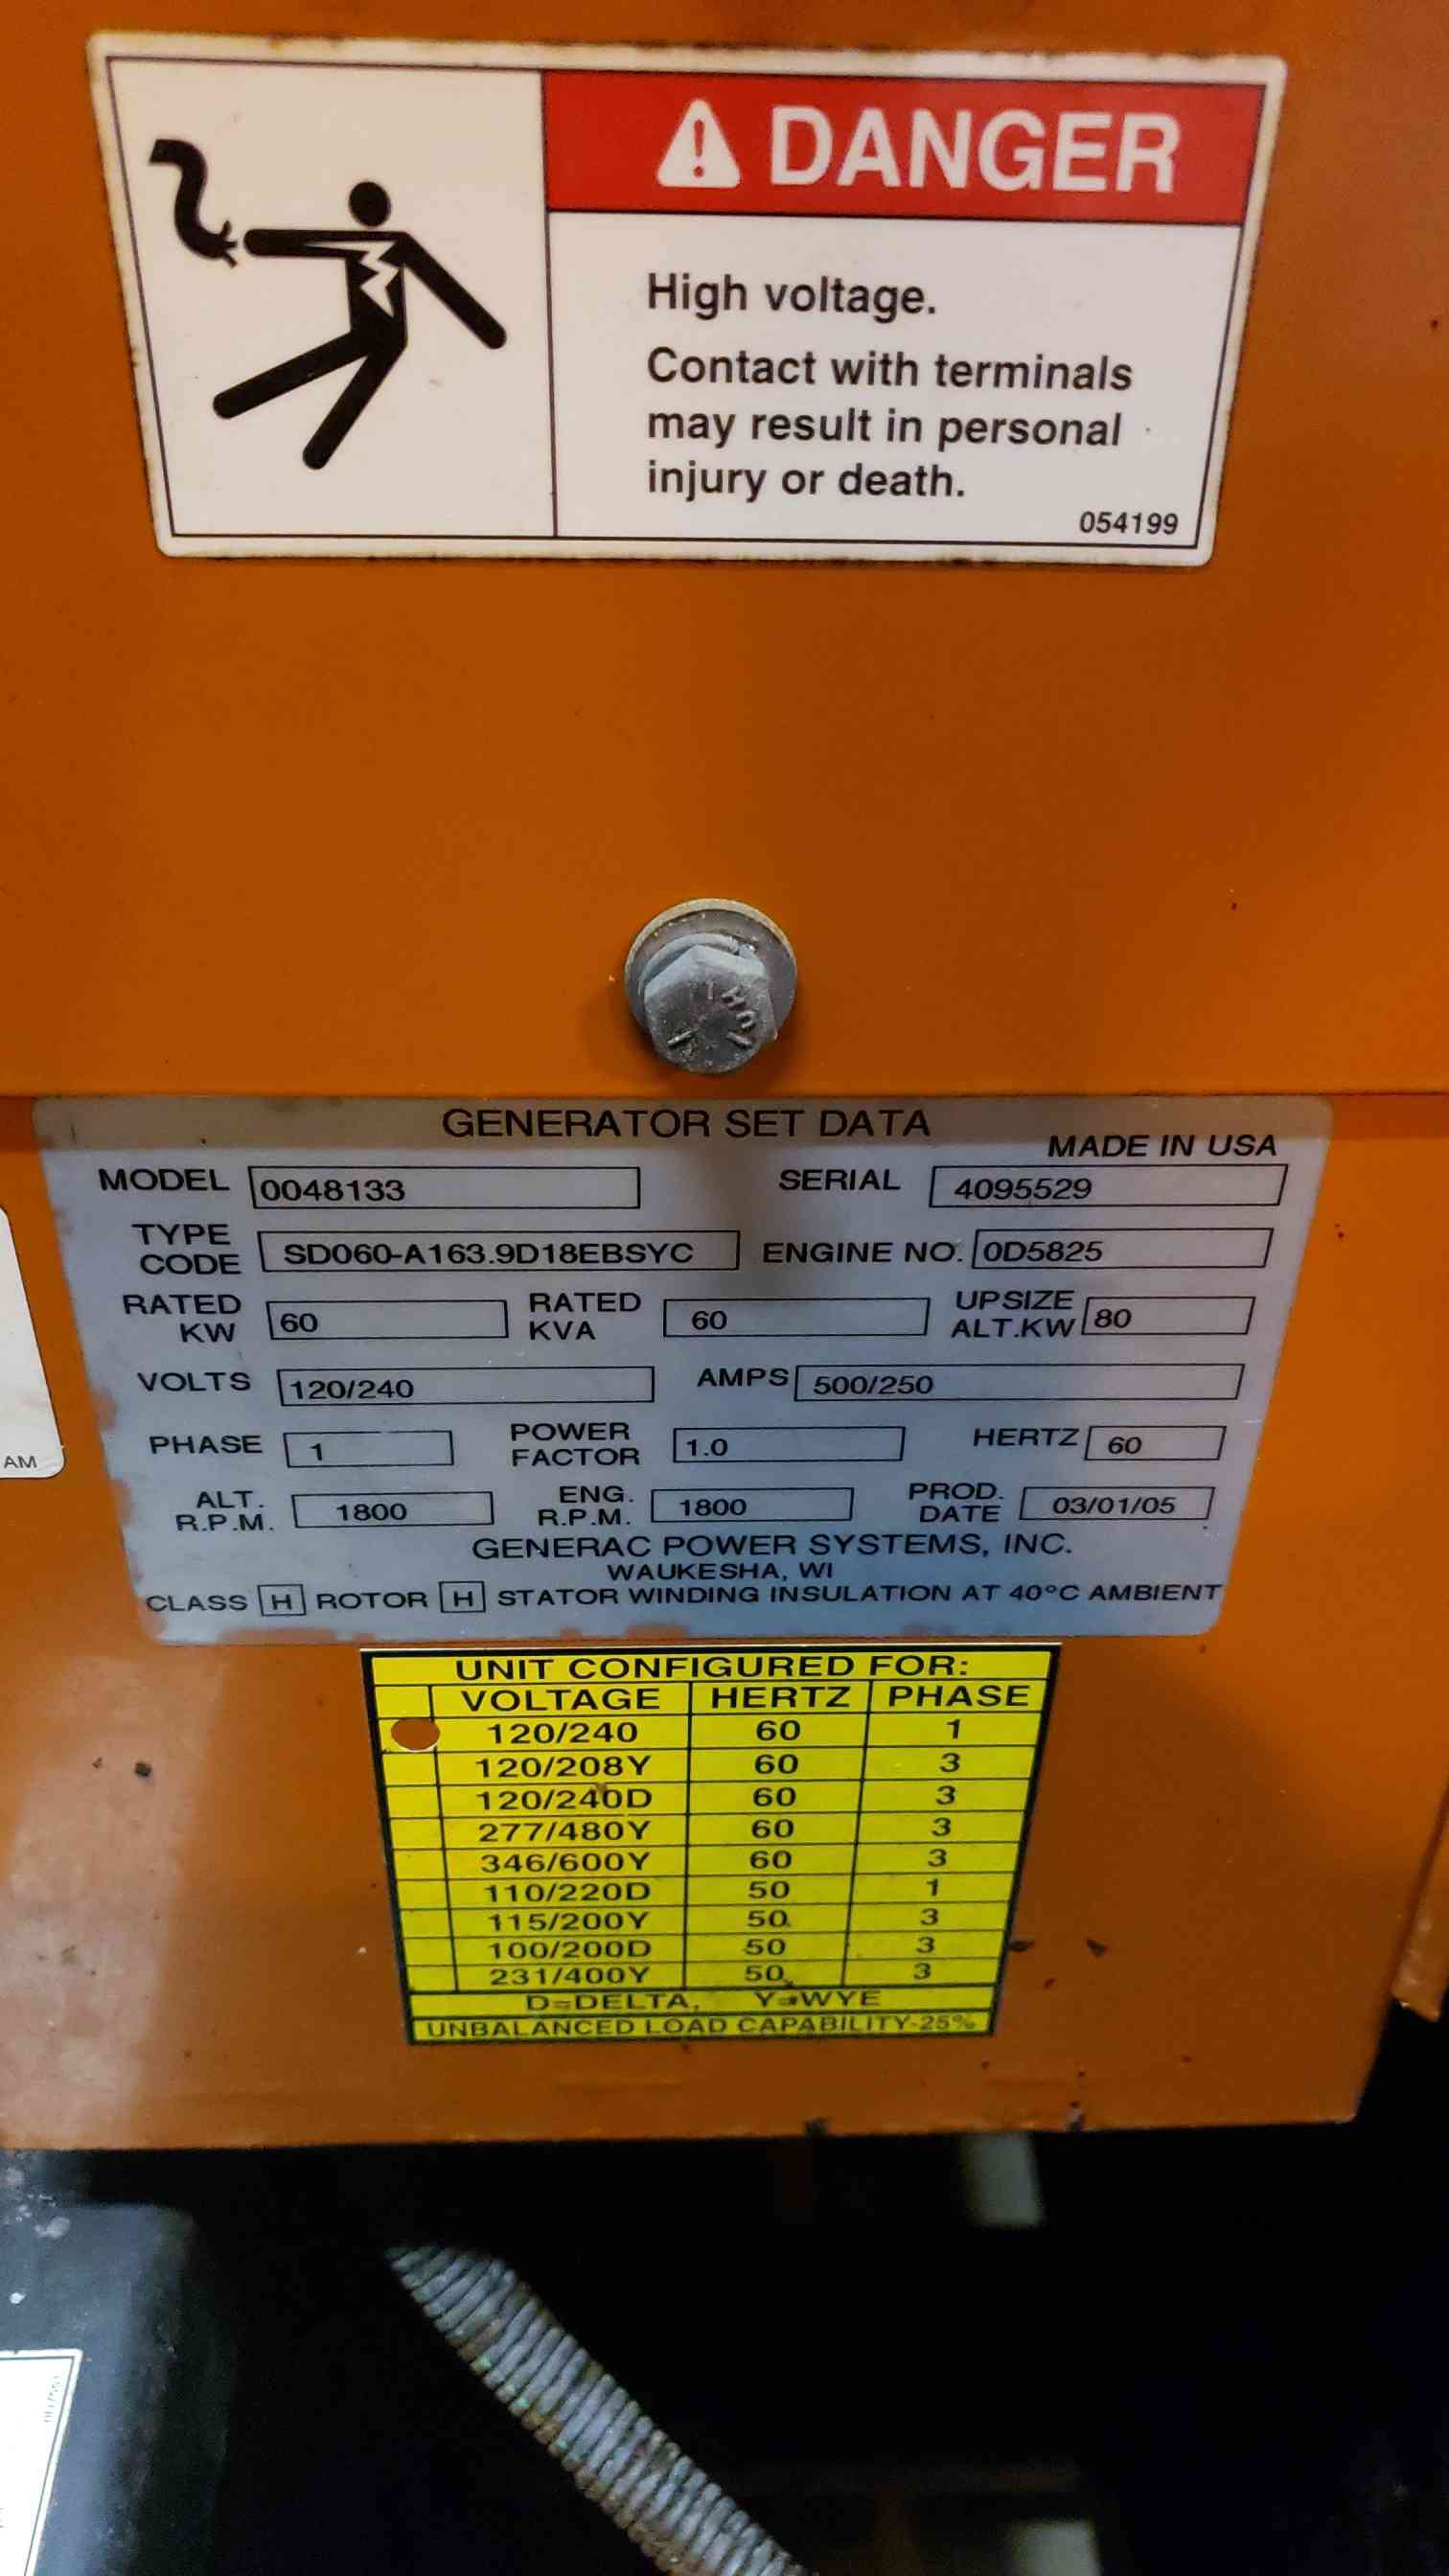 DANGER
High voltage.
Contact with terminals
may result in personal
injury or death.
054199
GENERATOR SET DATA
MADE IN USA
MODEL 0048133 SERIAL 4095529
TYPE CODE SD060-A163.9D18EBSYC ENGINE NO. 0D5825
RATED KW 60 RATED KVA 60 UPSIZE ALT.KW 80
VOLTS 120/240 AMPS 500/250
PHASE 1 POWER FACTOR 1.0 HERTZ 60
ALT. R.P.M. 1800 ENG. R.P.M. 1800 PROD. DATE 03/01/05
GENERAC POWER SYSTEMS, INC.
WAUKESHA, WI
CLASS H ROTOR H STATOR WINDING INSULATION AT 40°C AMBIENT
AM
UNIT CONFIGURED FOR:
VOLTAGE HERTZ PHASE
120/240 60 1
120/208Y 60 3
120/240D 60 3
277/480Y 60 3
346/600Y 60 3
110/220D 50 1
115/200Y 50 3
100/200D 50 3
231/400Y 50 3
D=DELTA, Y=WYE
UNBALANCED LOAD CAPABILITY-25%